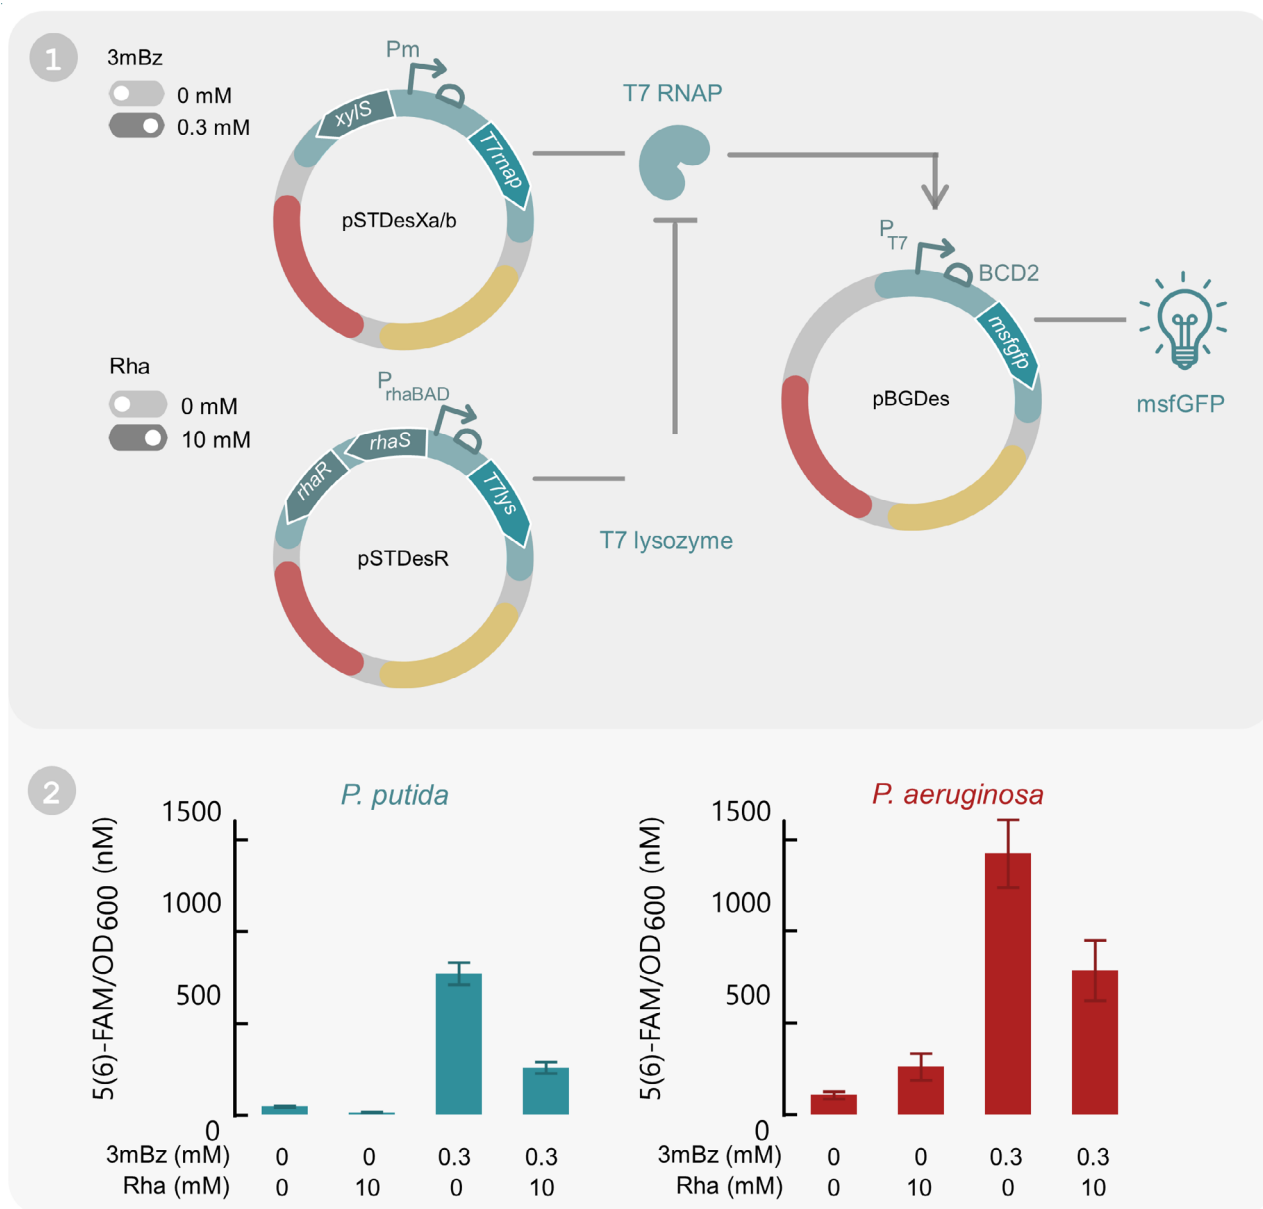 1
3mBz
0 mM
0.3 mM
Pm
xylS
T7rnap
pSTDesXa/b
T7 RNAP
PT7
BCD2
msfgfp
pBGDes
msfGFP
Rha
0 mM
10 mM
PrhaBAD
rhaS
rhaR
T7lys
pSTDesR
T7 lysozyme
2
P. putida
5(6)-FAM/OD600 (nM)
1500
1000
500
0
3mBz (mM) 0 0 0.3 0.3
Rha (mM) 0 10 0 10
P. aeruginosa
5(6)-FAM/OD600 (nM)
1500
1000
500
0
3mBz (mM) 0 0 0.3 0.3
Rha (mM) 0 10 0 10